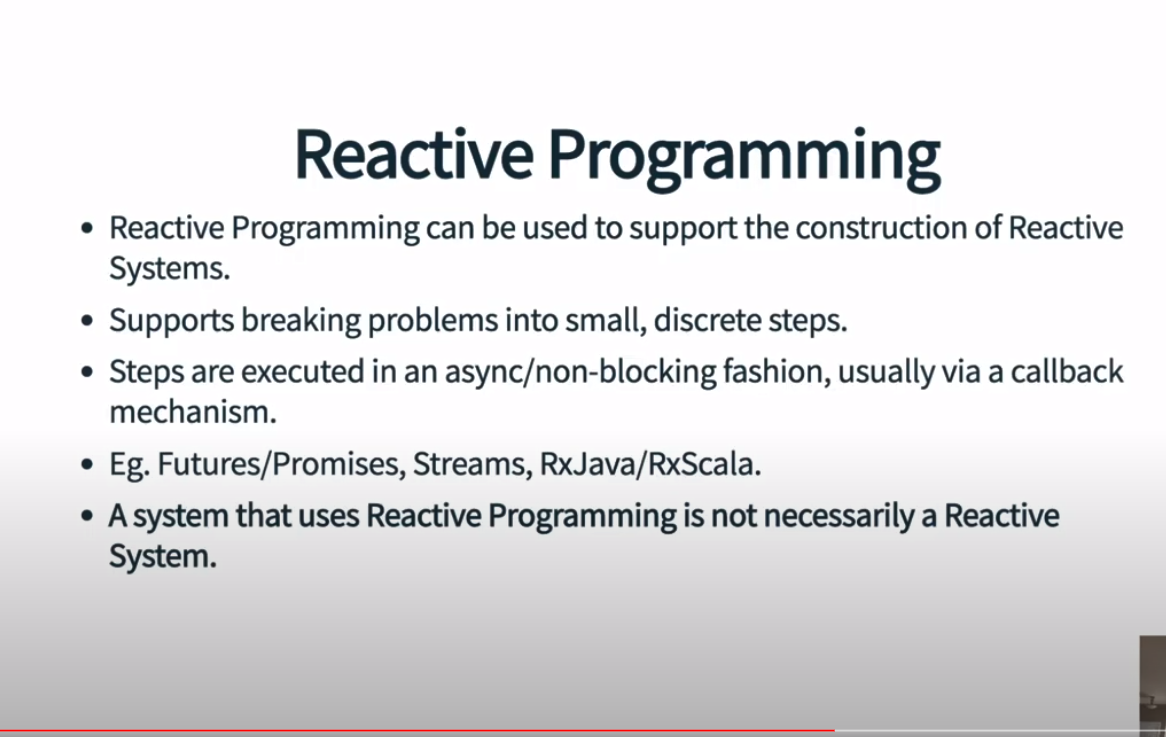 Reactive Programming
• Reactive Programming can be used to support the construction of Reactive
Systems.
• Supports breaking problems into small, discrete steps.
• Steps are executed in an async/non-blocking fashion, usually via a callback
mechanism.
• Eg. Futures/Promises, Streams, RxJava/RxScala.
• A system that uses Reactive Programming is not necessarily a Reactive
System.